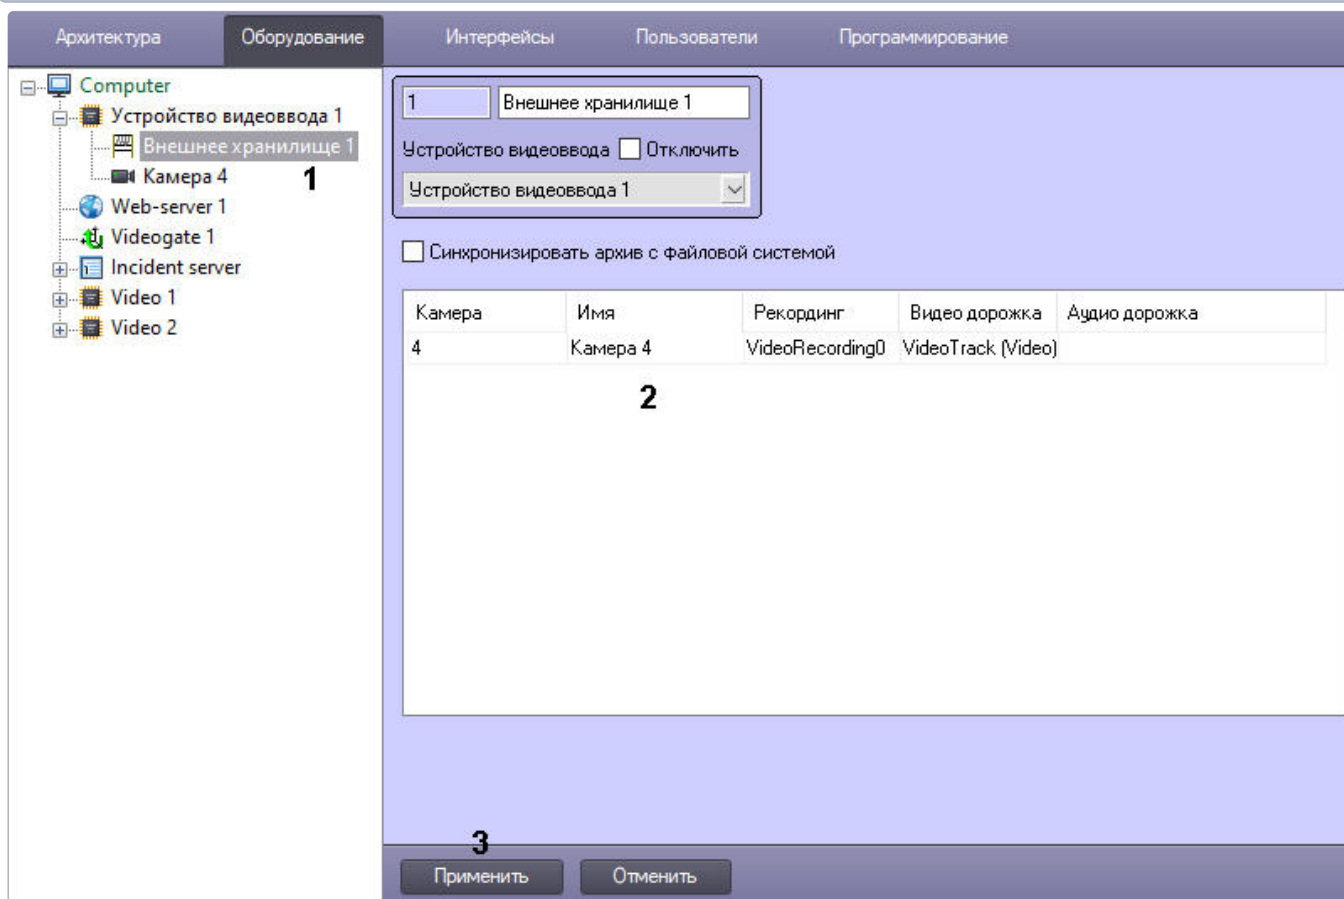 Архитектура Оборудование Интерфейсы Пользователи Программирование
Computer
Устройство видеоввода 1
Внешнее хранилище 1
Камера 4
1
Web-server 1
Videogate 1
Incident server
Video 1
Video 2
1 Внешнее хранилище 1
Устройство видеоввода Отключить
Устройство видеоввода 1
Синхронизировать архив с файловой системой
Камера Имя Рекординг Видео дорожка Аудио дорожка
4 Камера 4 VideoRecording0 VideoTrack (Video)
2
3
Применить Отменить